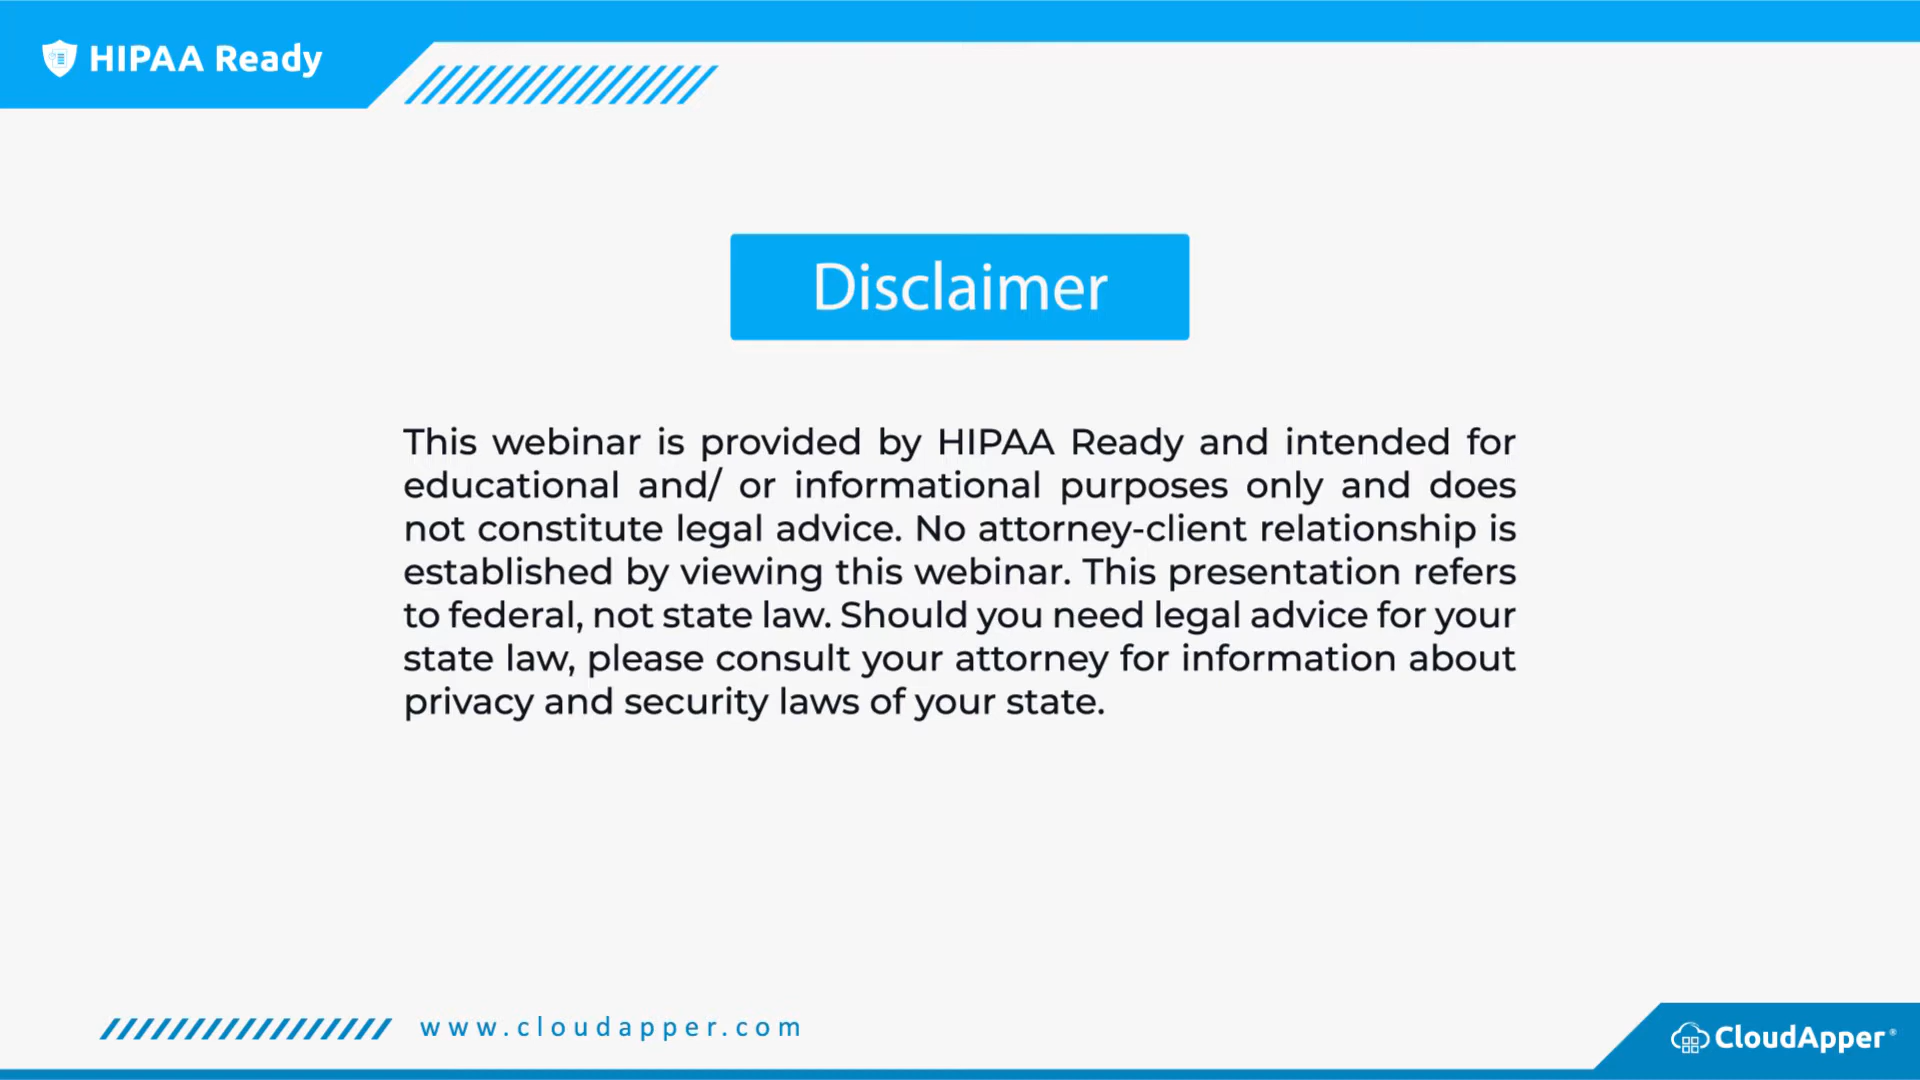 HIPAA Ready
Disclaimer
This webinar is provided by HIPAA Ready and intended for
educational and/ or informational purposes only and does
not constitute legal advice. No attorney-client relationship is
established by viewing this webinar. This presentation refers
to federal, not state law. Should you need legal advice for your
state law, please consult your attorney for information about
privacy and security laws of your state.
www.cloudapper.com
CloudApper®